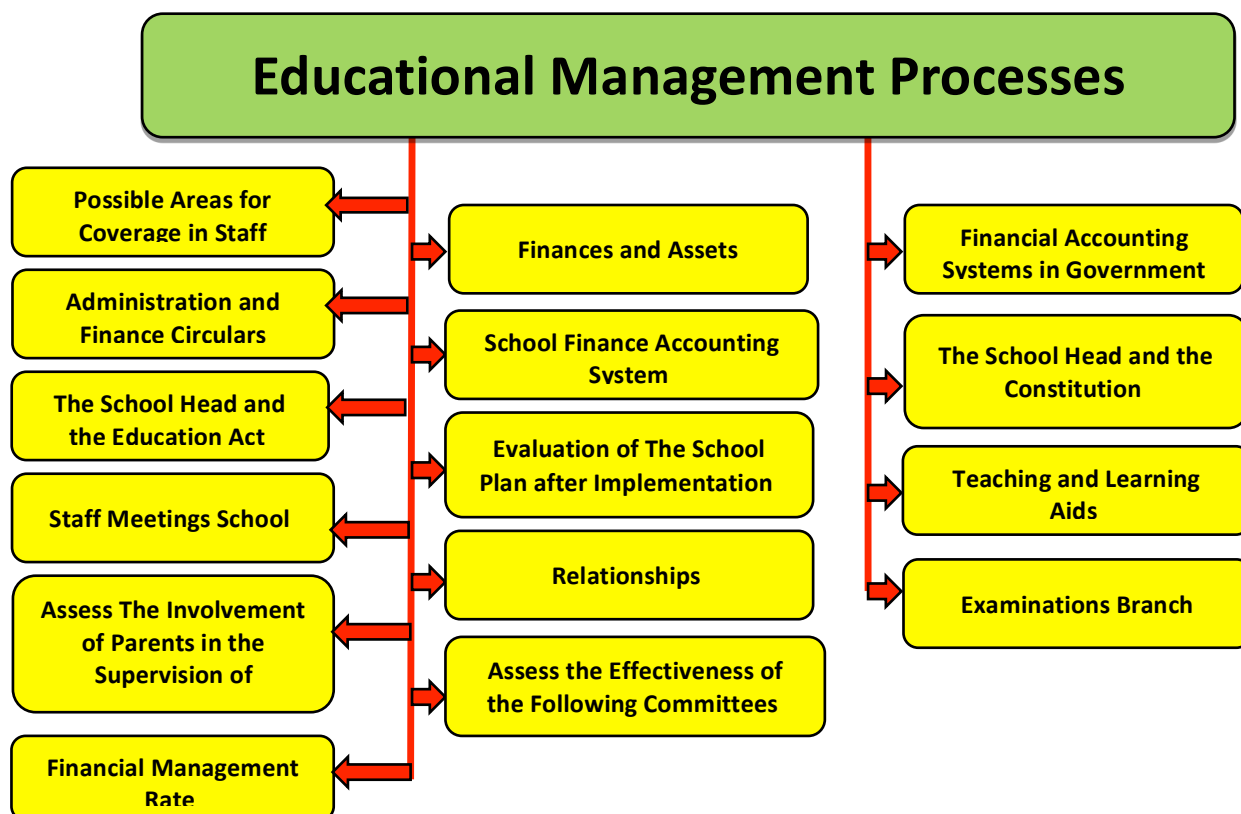 Educational Management Processes
Possible Areas for
Coverage in Staff
Administration and
Finance Circulars
The School Head and
the Education Act
Staff Meetings School
Assess The Involvement
of Parents in the
Supervision of
Financial Management
Rate
Finances and Assets
School Finance Accounting
System
Evaluation of The School
Plan after Implementation
Relationships
Assess the Effectiveness of
the Following Committees
Financial Accounting
Systems in Government
The School Head and the
Constitution
Teaching and Learning
Aids
Examinations Branch